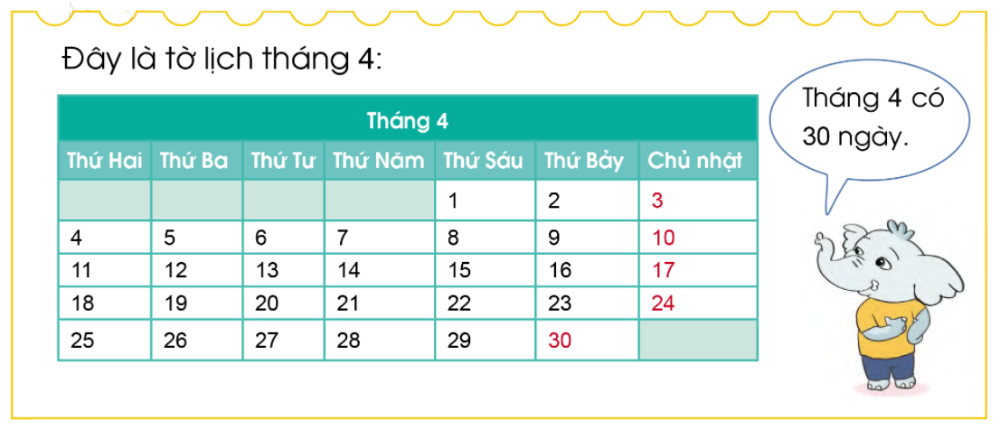 Đây là tờ lịch tháng 4:
Tháng 4
Thứ Hai Thứ Ba Thứ Tư Thứ Năm Thứ Sáu Thứ Bảy Chủ nhật
1 2 3
4 5 6 7 8 9 10
11 12 13 14 15 16 17
18 19 20 21 22 23 24
25 26 27 28 29 30
Tháng 4 có
30 ngày.